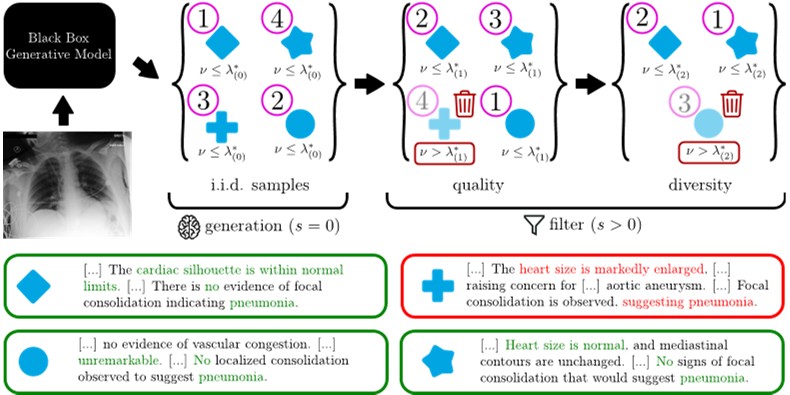 Black Box
Generative Model
1 4
ν ≤ λ*(0) ν ≤ λ*(0)
3 2
ν ≤ λ*(0) ν ≤ λ*(0)
i.i.d. samples
generation (s = 0)
2 3
ν ≤ λ*(1) ν ≤ λ*(1)
4 1
ν > λ*(1) ν ≤ λ*(1)
quality
2 1
ν ≤ λ*(2) ν ≤ λ*(2)
3
ν > λ*(2)
diversity
filter (s > 0)
[...] The cardiac silhouette is within normal
limits. [...] There is no evidence of focal
consolidation indicating pneumonia.
[...] The heart size is markedly enlarged. [...]
raising concern for [...] aortic aneurysm. [...] Focal
consolidation is observed. suggesting pneumonia.
[...] no evidence of vascular congestion. [...]
unremarkable. [...] No localized consolidation
observed to suggest pneumonia.
[...] Heart size is normal. and mediastinal
contours are unchanged. [...] No signs of focal
consolidation that would suggest pneumonia.